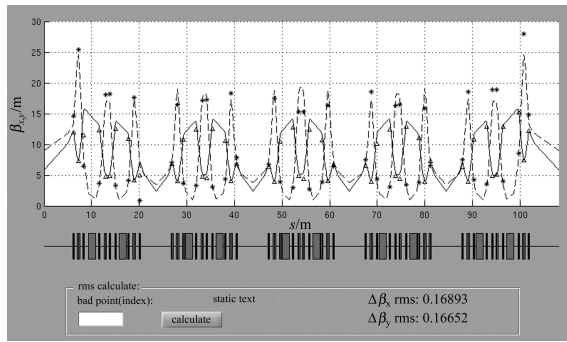 30
25
20
15
10
5
0
βx,y/m
0 10 20 30 40 50 60 70 80 90 100
s/m
rms calculate:
bad point(index):
static text
calculate
Δβx rms: 0.16893
Δβy rms: 0.16652